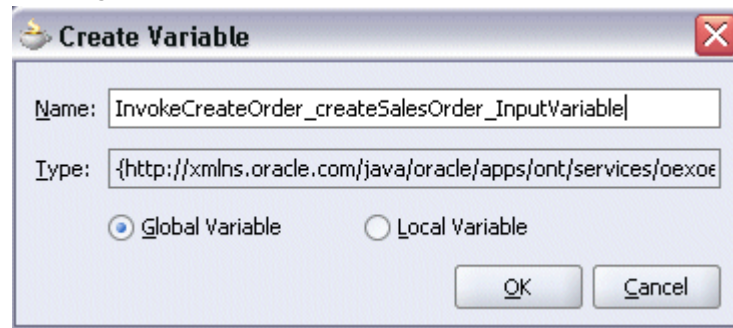 Create Variable
Name: InvokeCreateOrder_createSalesOrder_InputVariable
Type: {http://xmlns.oracle.com/java/oracle/apps/ont/services/oexoe
Global Variable Local Variable
OK Cancel